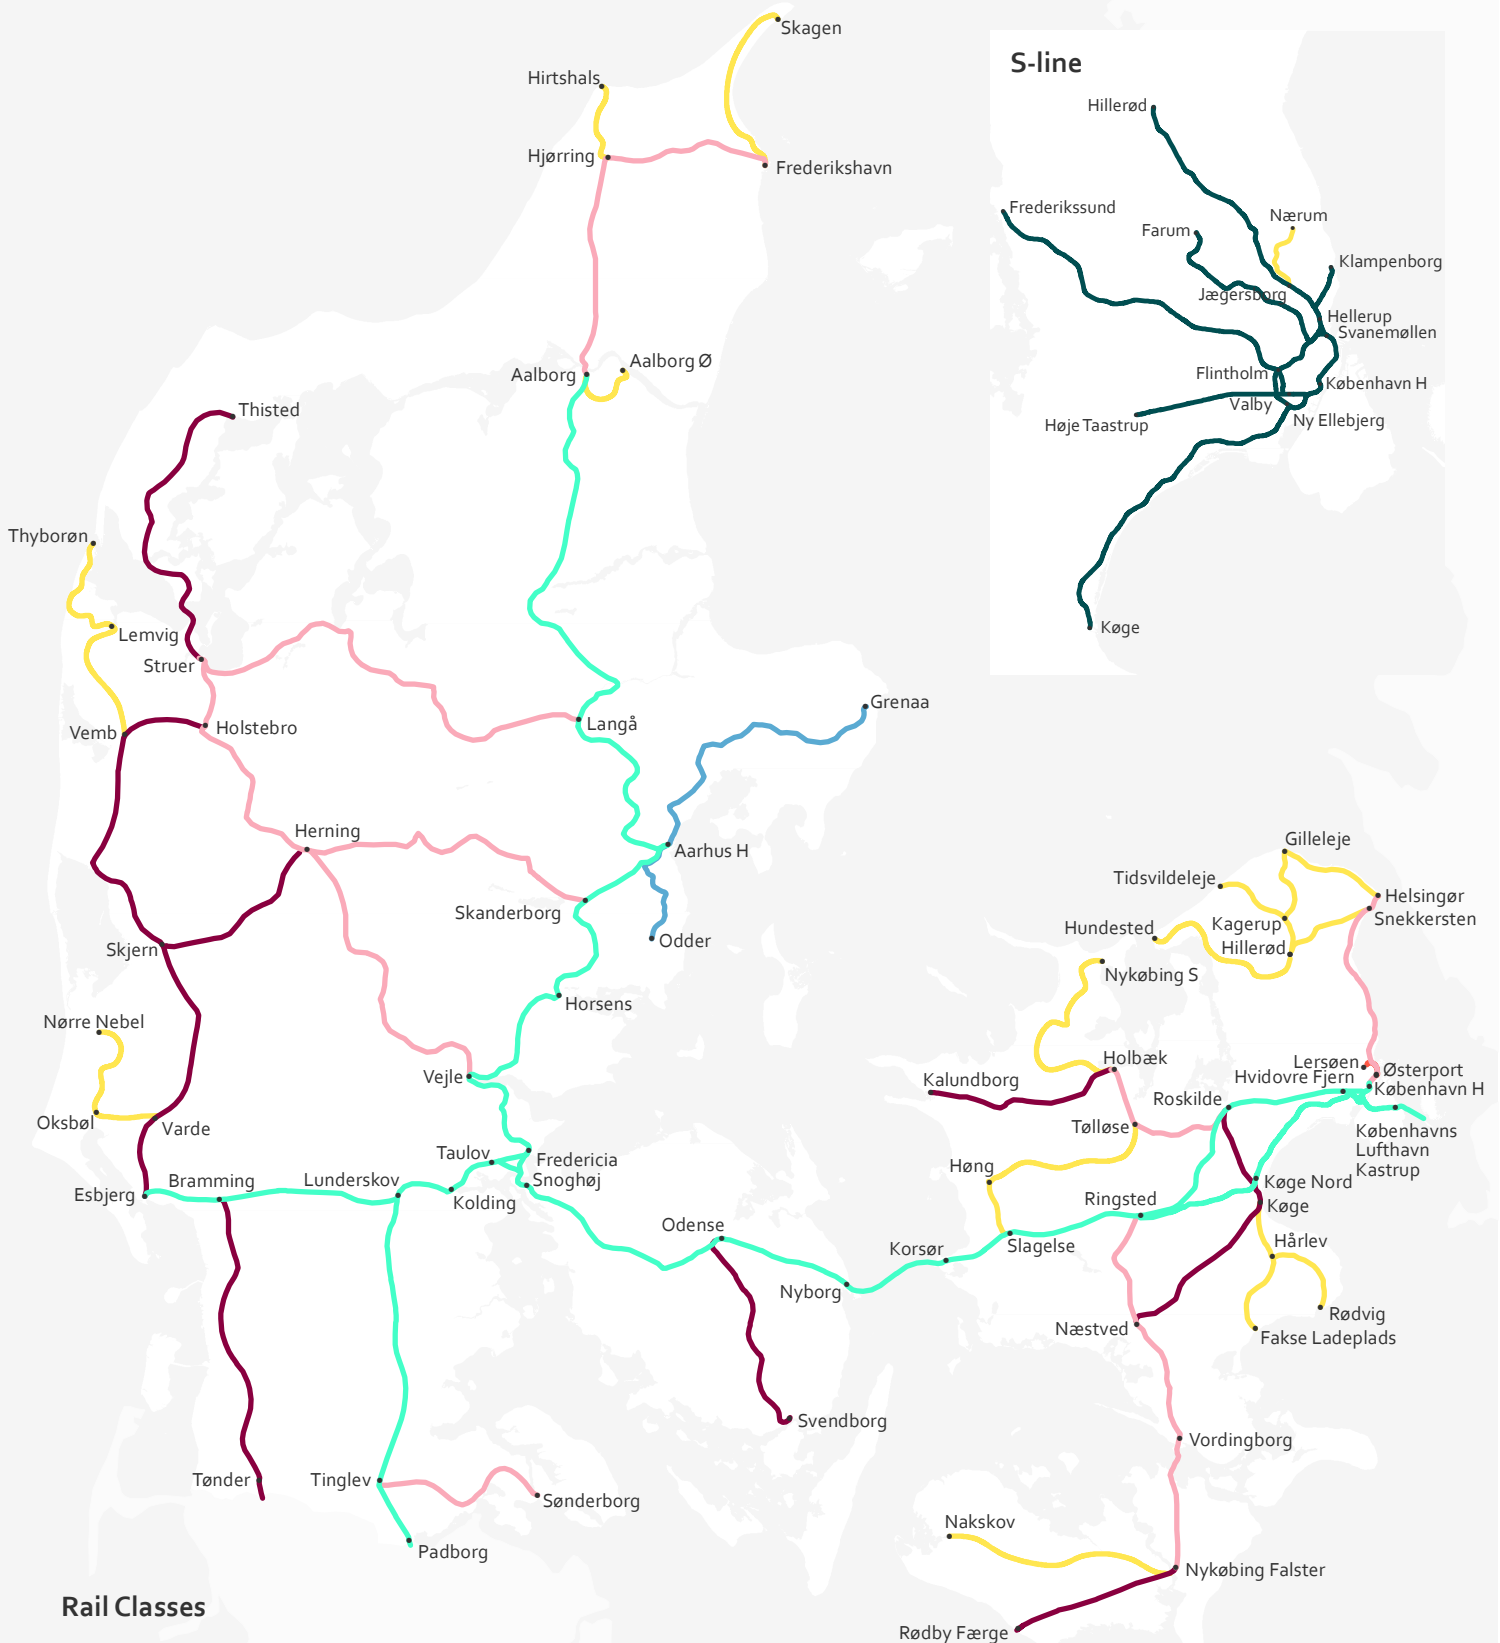 Skagen
Hirtshals
Hjørring
Frederikshavn
Aalborg Ø
Aalborg
Thisted
Thyborøn
Lemvig
Struer
Vemb
Holstebro
Langå
Grenaa
Herning
Aarhus H
Skanderborg
Skjern
Odder
Horsens
Nørre Nebel
Vejle
Oksbøl
Varde
Taulov
Fredericia
Snoghøj
Esbjerg
Bramming
Lunderskov
Kolding
Odense
Nyborg
Korsør
Slagelse
Svendborg
Tønder
Tinglev
Sønderborg
Padborg
Rail Classes
S-line
Hillerød
Frederikssund
Farum
Nærum
Klampenborg
Jægersborg
Hellerup
Svanemøllen
Flintholm
København H
Valby
Høje Taastrup
Ny Ellebjerg
Køge
Gilleleje
Tidsvildeleje
Helsingør
Snekkersten
Hundested
Kagerup
Hillerød
Nykøbing S
Holbæk
Lersøen
Østerport
Hvidovre Fjern
København H
Kalundborg
Roskilde
Tølløse
Københavns
Lufthavn
Kastrup
Høng
Køge Nord
Ringsted
Køge
Hårlev
Rødvig
Næstved
Fakse Ladeplads
Vordingborg
Nakskov
Nykøbing Falster
Rødby Færge